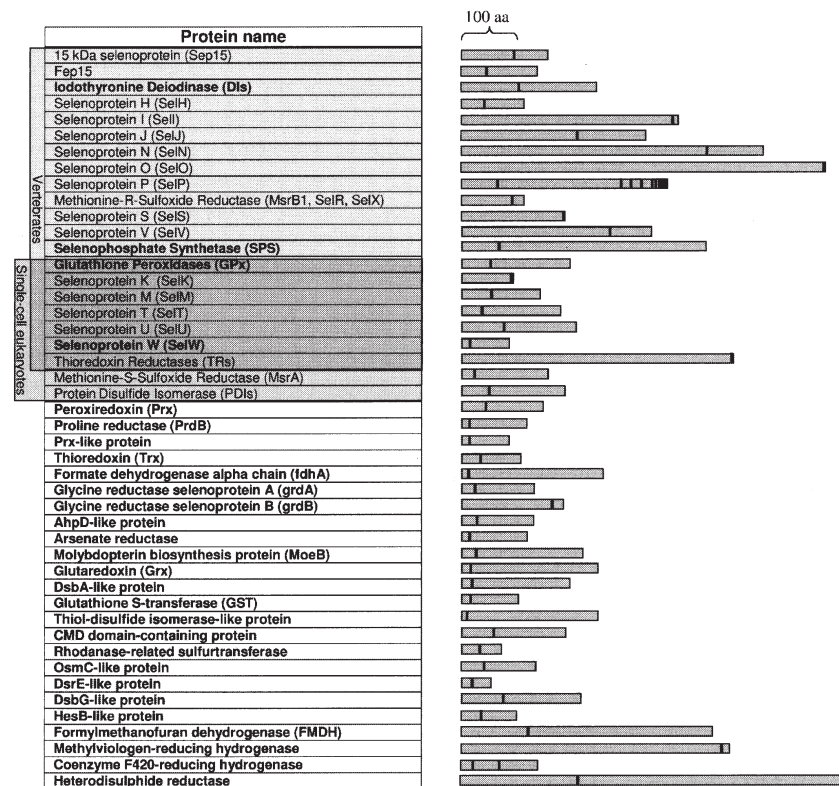 100 aa
Protein name
15 kDa selenoprotein (Sep15)
Fep15
Iodothyronine Deiodinase (DIs)
Selenoprotein H (SelH)
Selenoprotein I (SelI)
Selenoprotein J (SelJ)
Selenoprotein N (SelN)
Selenoprotein O (SelO)
Selenoprotein P (SelP)
Methionine-R-Sulfoxide Reductase (MsrB1, SelR, SelX)
Selenoprotein S (SelS)
Selenoprotein V (SelV)
Selenophosphate Synthetase (SPS)
Glutathione Peroxidases (GPx)
Selenoprotein K (SelK)
Selenoprotein M (SelM)
Selenoprotein T (SelT)
Selenoprotein U (SelU)
Selenoprotein W (SelW)
Thioredoxin Reductases (TRs)
Methionine-S-Sulfoxide Reductase (MsrA)
Protein Disulfide Isomerase (PDIs)
Peroxiredoxin (Prx)
Proline reductase (PrdB)
Prx-like protein
Thioredoxin (Trx)
Formate dehydrogenase alpha chain (fdhA)
Glycine reductase selenoprotein A (grdA)
Glycine reductase selenoprotein B (grdB)
AhpD-like protein
Arsenate reductase
Molybdopterin biosynthesis protein (MoeB)
Glutaredoxin (Grx)
DsbA-like protein
Glutathione S-transferase (GST)
Thiol-disulfide isomerase-like protein
CMD domain-containing protein
Rhodanase-related sulfurtransferase
OsmC-like protein
DsrE-like protein
DsbG-like protein
HesB-like protein
Formylmethanofuran dehydrogenase (FMDH)
Methylviologen-reducing hydrogenase
Coenzyme F420-reducing hydrogenase
Heterodisulphide reductase
Vertebrates
Single-cell eukaryotes